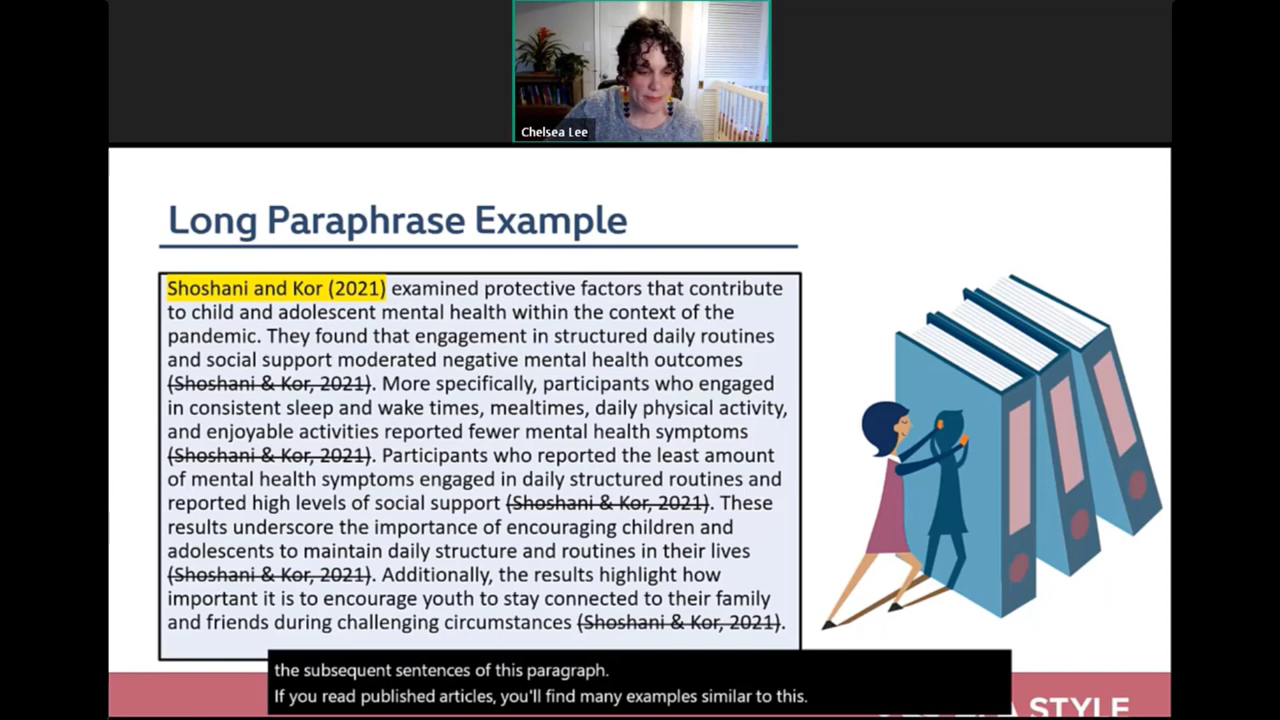 Chelsea Lee
Long Paraphrase Example
Shoshani and Kor (2021) examined protective factors that contribute
to child and adolescent mental health within the context of the
pandemic. They found that engagement in structured daily routines
and social support moderated negative mental health outcomes
(Shoshani & Kor, 2021). More specifically, participants who engaged
in consistent sleep and wake times, mealtimes, daily physical activity,
and enjoyable activities reported fewer mental health symptoms
(Shoshani & Kor, 2021). Participants who reported the least amount
of mental health symptoms engaged in daily structured routines and
reported high levels of social support (Shoshani & Kor, 2021). These
results underscore the importance of encouraging children and
adolescents to maintain daily structure and routines in their lives
(Shoshani & Kor, 2021). Additionally, the results highlight how
important it is to encourage youth to stay connected to their family
and friends during challenging circumstances (Shoshani & Kor, 2021).
the subsequent sentences of this paragraph.
If you read published articles, you'll find many examples similar to this.
STYLE